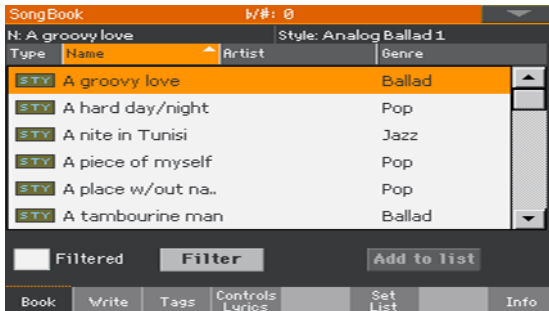 SongBook ♭/#: 0
N: A groovy love Style: Analog Ballad 1
Type Name Artist Genre
STY A groovy love Ballad
STY A hard day/night Pop
STY A nite in Tunisi Jazz
STY A piece of myself Pop
STY A place w/out na.. Pop
STY A tambourine man Ballad
Filtered Filter Add to list
Book Write Tags Controls Lyrics Set List Info